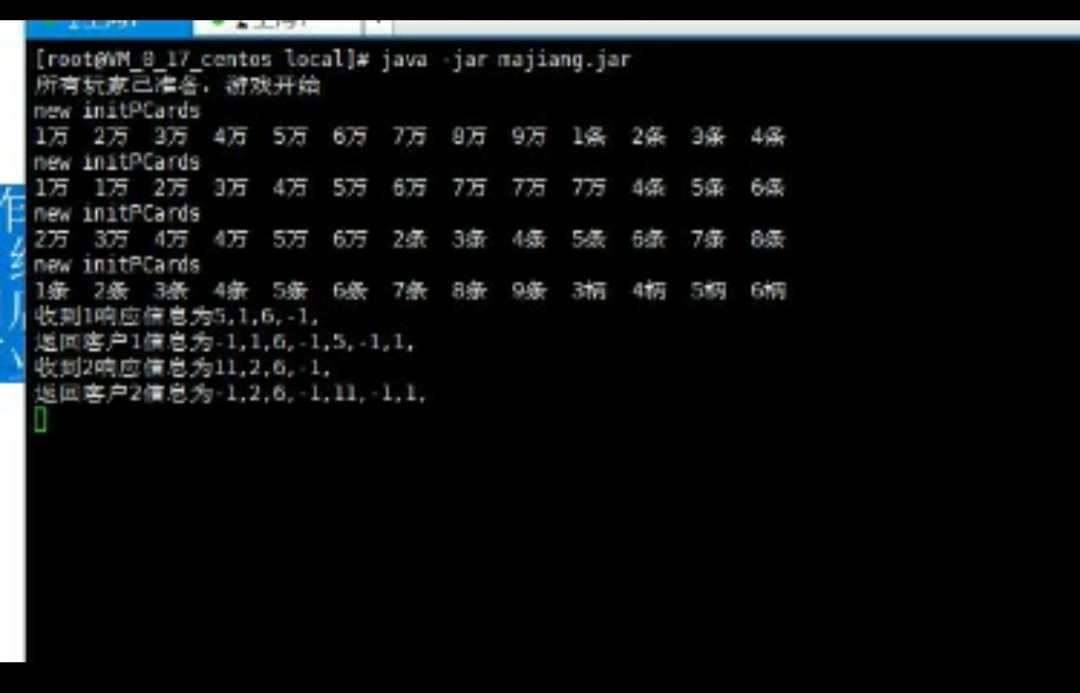 [root@VM_0_17_centos local]# java -jar majiang.jar
所有玩家已准备，游戏开始
new initPCards
1万 2万 3万 4万 5万 6万 7万 8万 9万 1条 2条 3条 4条
new initPCards
1万 1万 2万 3万 4万 5万 6万 7万 7万 7万 4条 5条 6条
new initPCards
2万 3万 4万 4万 5万 6万 2条 3条 4条 5条 6条 7条 8条
new initPCards
1条 2条 3条 4条 5条 6条 7条 8条 9条 3柄 4柄 5柄 6柄
收到1响应信息为5,1,6,-1,
返回客户1信息为-1,1,6,-1,5,-1,1,
收到2响应信息为11,2,6,-1,
返回客户2信息为-1,2,6,-1,11,-1,1,